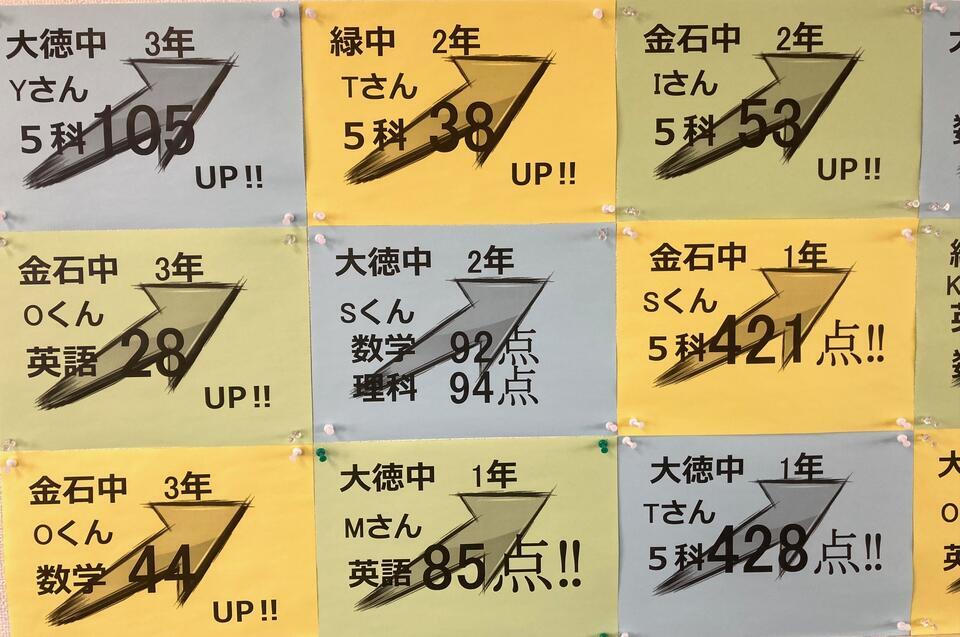 大徳中 3年
Yさん
5科105
UP!!
緑中 2年
Tさん
5科 38
UP!!
金石中 2年
Iさん
5科 53
UP!!
金石中 3年
Oくん
英語 28
UP!!
大徳中 2年
Sくん
数学 92点
理科 94点
金石中 1年
Sくん
5科421点!!
金石中 3年
Oくん
数学 44
UP!!
大徳中 1年
Mさん
英語85点!!
大徳中 1年
Tさん
5科428点!!